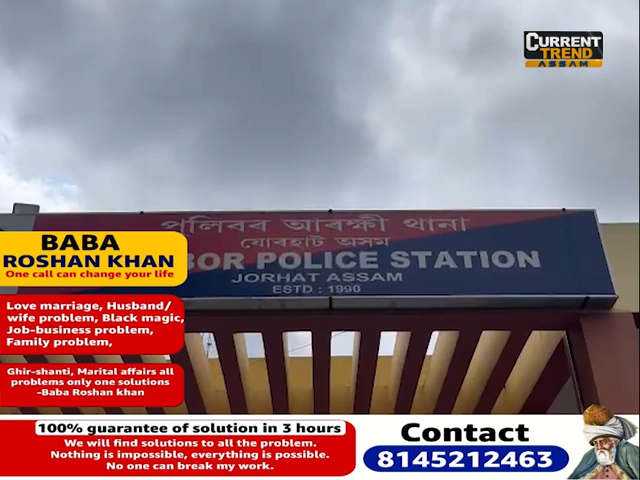 CURRENT
TREND
ASSAM
পুলিবৰ আৰক্ষী থানা
যোৰহাট অসম
BOR POLICE STATION
JORHAT ASSAM
ESTD : 1990
BABA
ROSHAN KHAN
One call can change your life
Love marriage, Husband/
wife problem, Black magic,
Job-business problem,
Family problem,
Ghir-shanti, Marital affairs all
problems only one solutions
-Baba Roshan khan
100% guarantee of solution in 3 hours
We will find solutions to all the problem.
Nothing is impossible, everything is possible.
No one can break my work.
Contact
8145212463